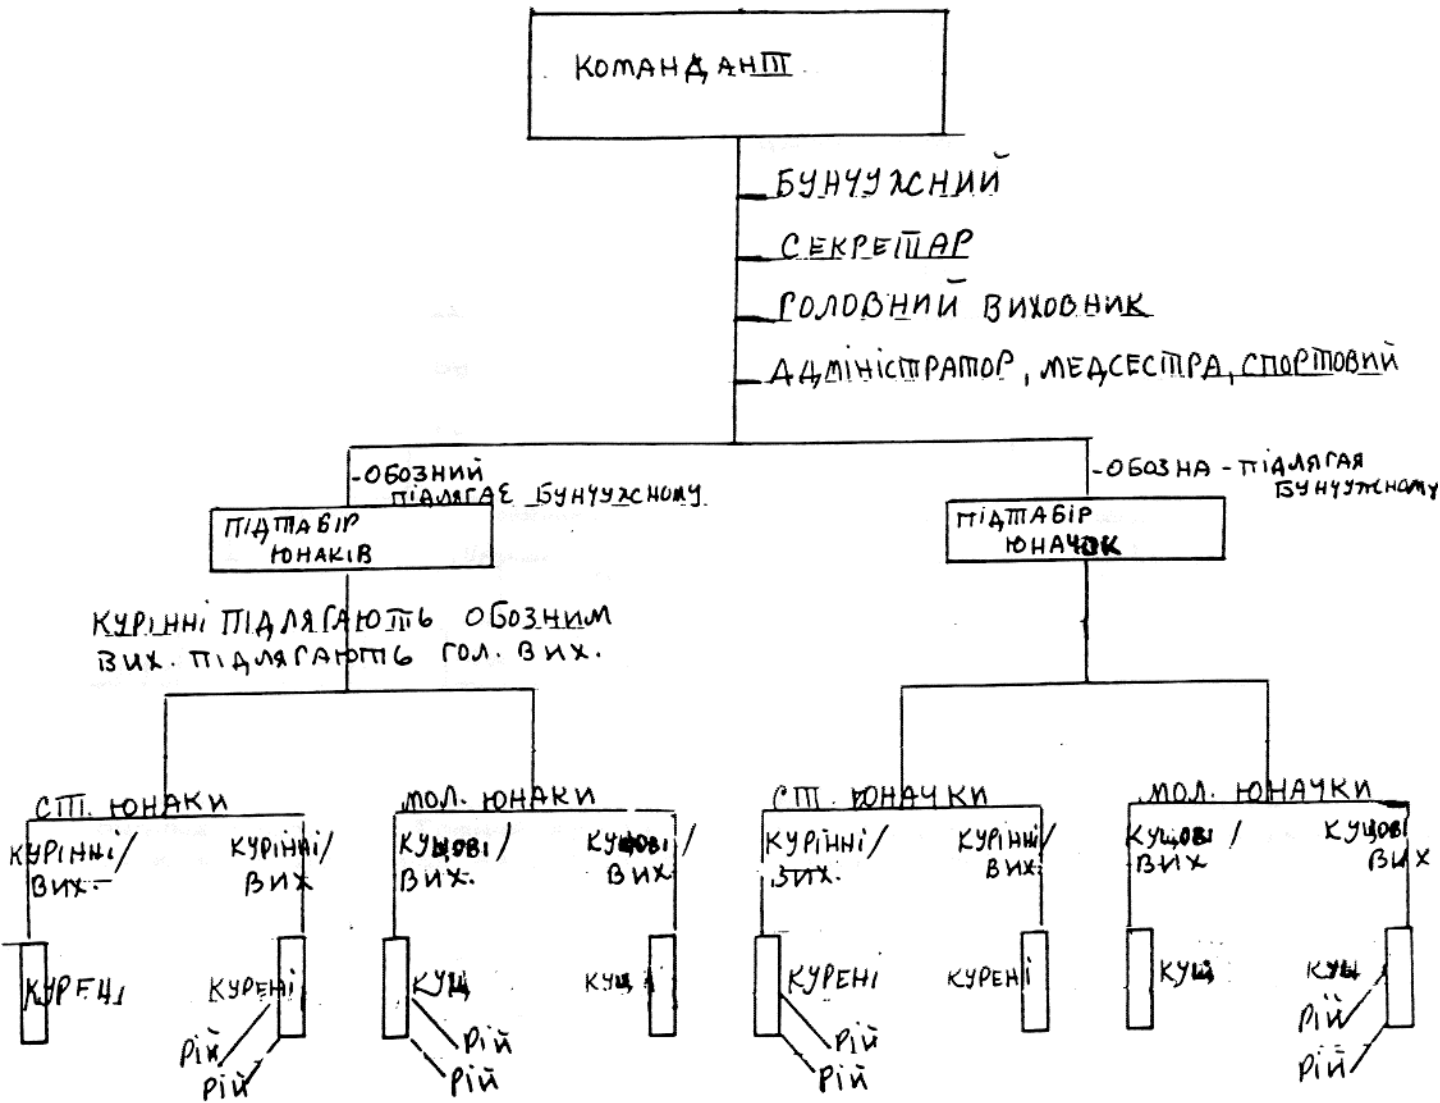 КОМАНДАНТ
БУНЧУЖНИЙ
СЕКРЕТАР
ГОЛОВНИЙ ВИХОВНИК
АДМІНІСТРАТОР, МЕДСЕСТРА, СПОРТОВИЙ
-ОБОЗНИЙ
ПІДЛЯГАЄ БУНЧУЖНОМУ
-ОБОЗНА - ПІДЛЯГАЯ
БУНЧУЖНОМУ
ПІДТАБІР
ЮНАКІВ
ПІДТАБІР
ЮНАЧОК
КУРІННІ ПІДЛЯГАЮТЬ ОБОЗНИМ
ВИХ. ПІДЛЯГАЮТЬ ГОЛ. ВИХ.
СТ. ЮНАКИ
МОЛ. ЮНАКИ
СТ. ЮНАЧКИ
МОЛ. ЮНАЧКИ
КУРІННІ/
ВИХ.
КУРІННІ/
ВИХ
КУЩОВІ/
ВИХ.
КУЩОВІ/
ВИХ
КУРІННІ/
ВИХ.
КУРІННІ/
ВИХ.
КУЩОВІ/
ВИХ
КУЩОВІ
ВИХ
КУРЕНІ
КУРЕНІ
КУЩ
КУЩ
КУРЕНІ
КУРЕНІ
КУЩ
КУЩ
РІЙ
РІЙ
РІЙ
РІЙ
РІЙ
РІЙ
РІЙ
РІЙ